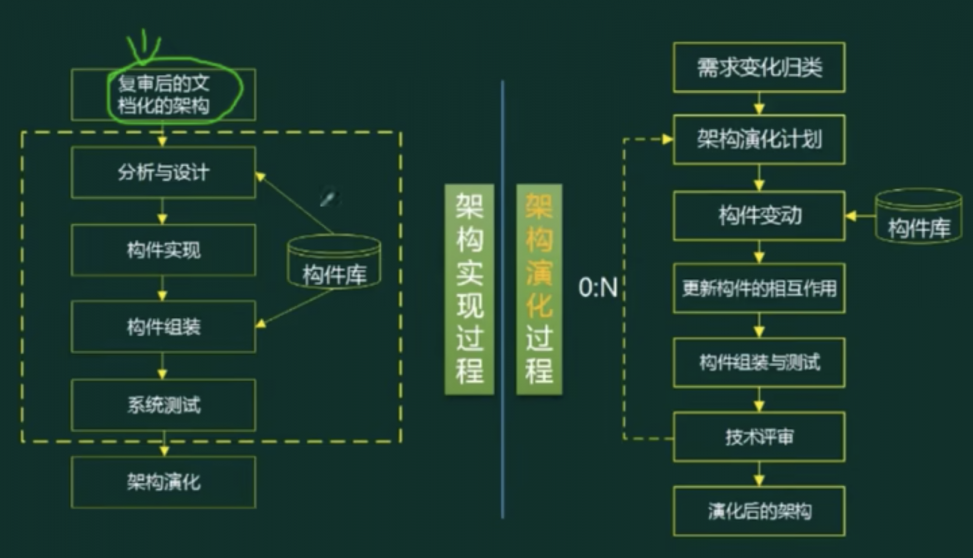 复审后的文
档化的架构
分析与设计
构件实现
构件库
构件组装
系统测试
架构演化
架构实现过程
架构演化过程
需求变化归类
架构演化计划
构件变动
构件库
0:N
更新构件的相互作用
构件组装与测试
技术评审
演化后的架构